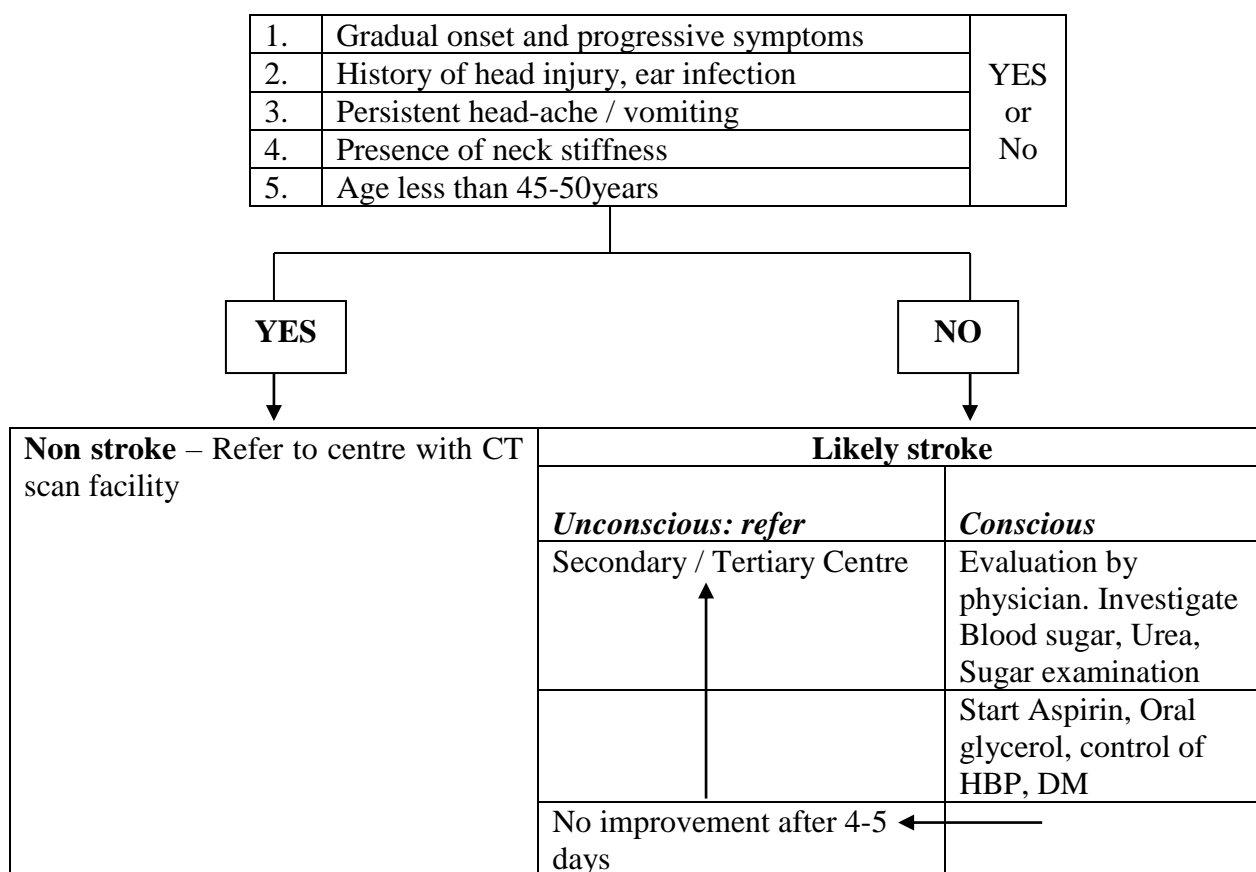 1. Gradual onset and progressive symptoms
2. History of head injury, ear infection
3. Persistent head-ache / vomiting
4. Presence of neck stiffness
5. Age less than 45-50years
YES
or
No
YES
NO
Non stroke – Refer to centre with CT
scan facility
Likely stroke
Unconscious: refer
Conscious
Secondary / Tertiary Centre
Evaluation by
physician. Investigate
Blood sugar, Urea,
Sugar examination
Start Aspirin, Oral
glycerol, control of
HBP, DM
No improvement after 4-5
days